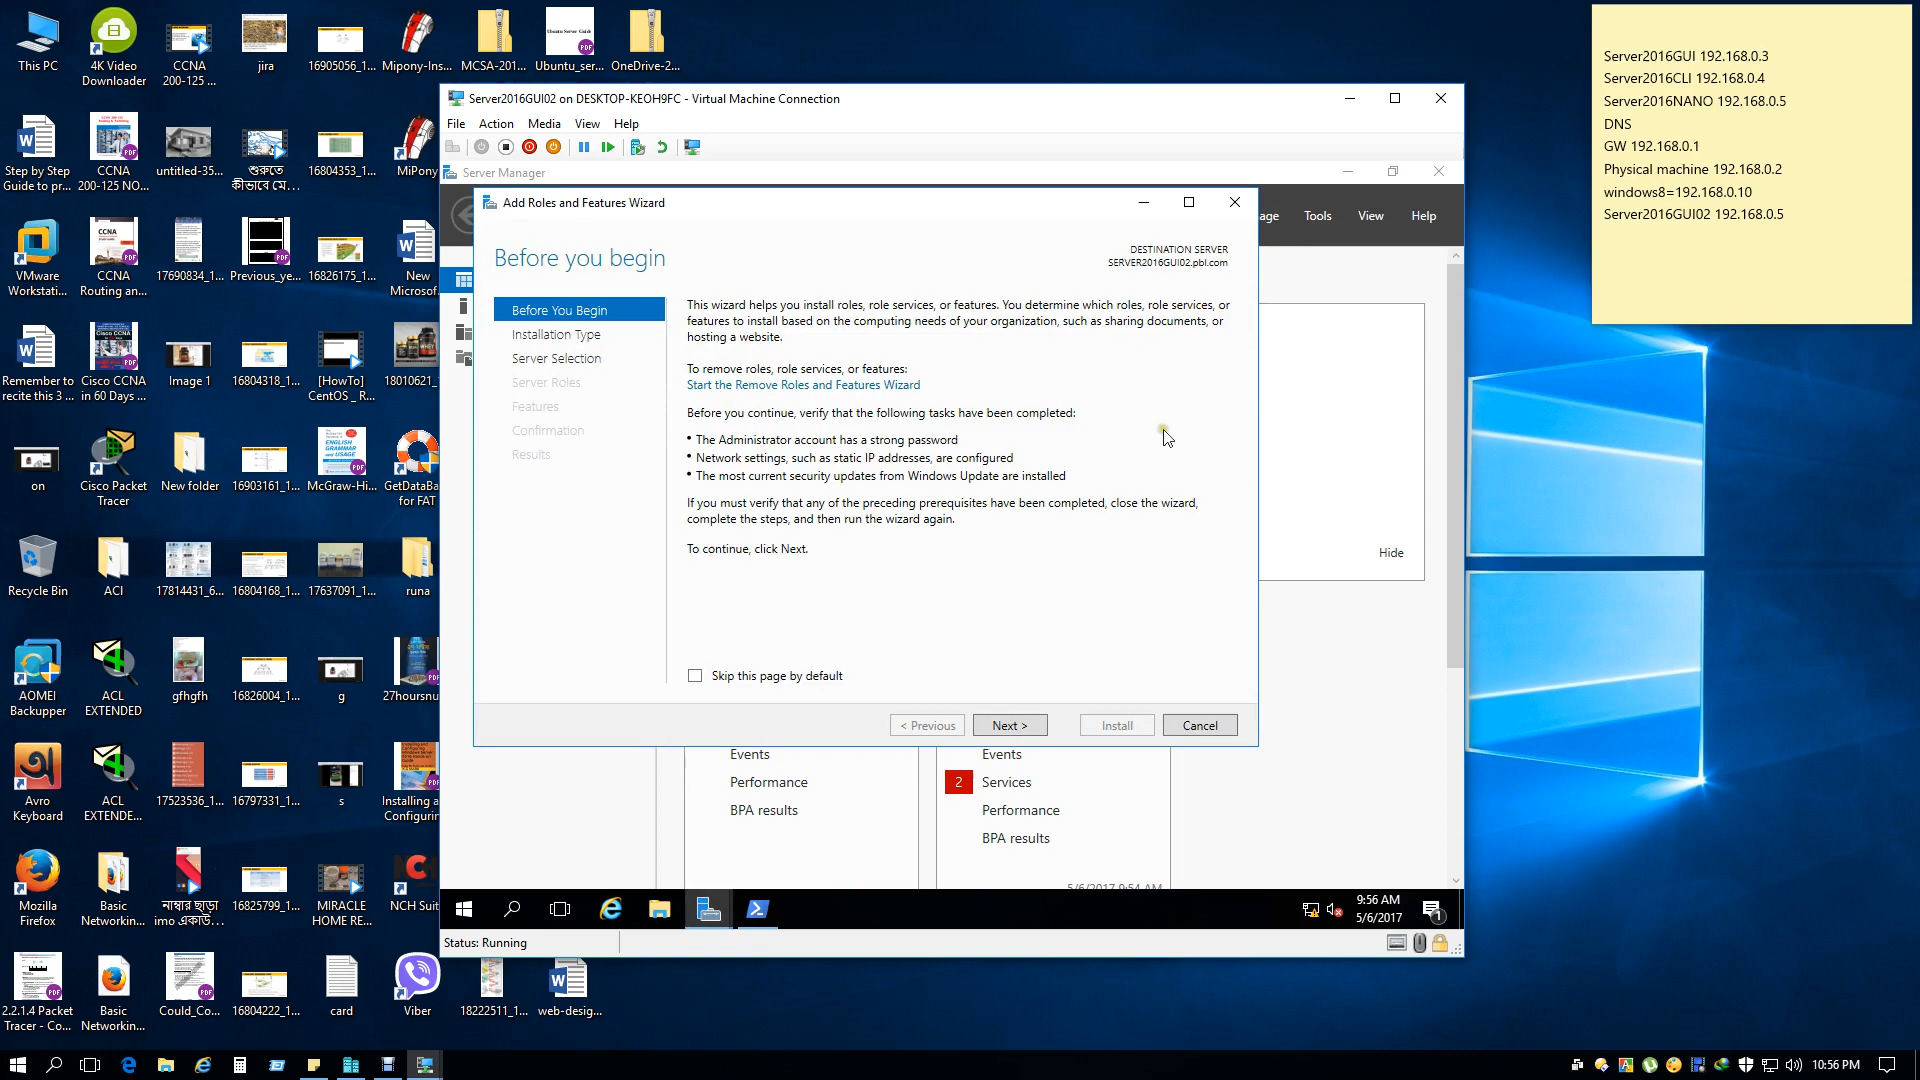 This PC
4K Video
Downloader
CCNA
200-125 ...
jira
16905056_1...
Mipony-Ins...
MCSA-201...
Ubuntu_ser...
OneDrive-2...
Step by Step
Guide to pr...
CCNA
200-125 NO...
untitled-35...
শুরুতে
কীভাবে মে...
16804353_1...
MiPony
VMware
Workstati...
CCNA
Routing an...
17690834_1...
Previous_ye...
16826175_1...
New
Microsof
Remember to
recite this 3 ...
Cisco CCNA
in 60 Days ...
Image 1
16804318_1...
[HowTo]
CentOS _ R...
18010621_
on
Cisco Packet
Tracer
New folder
16903161_1...
McGraw-Hi...
GetDataBa
for FAT
Recycle Bin
ACI
17814431_6...
16804168_1...
17637091_1...
runa
AOMEI
Backupper
ACL
EXTENDED
gfhgfh
16826004_1...
g
27hoursnu
Avro
Keyboard
ACL
EXTENDE...
17523536_1...
16797331_1...
s
Installing a
Configurin
Mozilla
Firefox
Basic
Networkin...
নাম্বার ছাড়া
imo একাউ...
16825799_1...
MIRACLE
HOME RE...
NCH Suit
2.2.1.4 Packet
Tracer - Co...
Basic
Networkin...
Could_Co...
16804222_1...
card
Viber
18222511_1...
web-desig...
Server2016GUI02 on DESKTOP-KEOH9FC - Virtual Machine Connection
File Action Media View Help
Server Manager
age Tools View Help
Add Roles and Features Wizard
Before you begin
DESTINATION SERVER
SERVER2016GUI02.pbl.com
Before You Begin
Installation Type
Server Selection
Server Roles
Features
Confirmation
Results
This wizard helps you install roles, role services, or features. You determine which roles, role services, or
features to install based on the computing needs of your organization, such as sharing documents, or
hosting a website.
To remove roles, role services, or features:
Start the Remove Roles and Features Wizard
Before you continue, verify that the following tasks have been completed:
• The Administrator account has a strong password
• Network settings, such as static IP addresses, are configured
• The most current security updates from Windows Update are installed
If you must verify that any of the preceding prerequisites have been completed, close the wizard,
complete the steps, and then run the wizard again.
To continue, click Next.
Skip this page by default
< Previous Next > Install Cancel
Hide
Events
Performance
BPA results
Events
2 Services
Performance
BPA results
5/6/2017 9:54 AM
9:56 AM
5/6/2017
1
Status: Running
Server2016GUI 192.168.0.3
Server2016CLI 192.168.0.4
Server2016NANO 192.168.0.5
DNS
GW 192.168.0.1
Physical machine 192.168.0.2
windows8=192.168.0.10
Server2016GUI02 192.168.0.5
10:56 PM